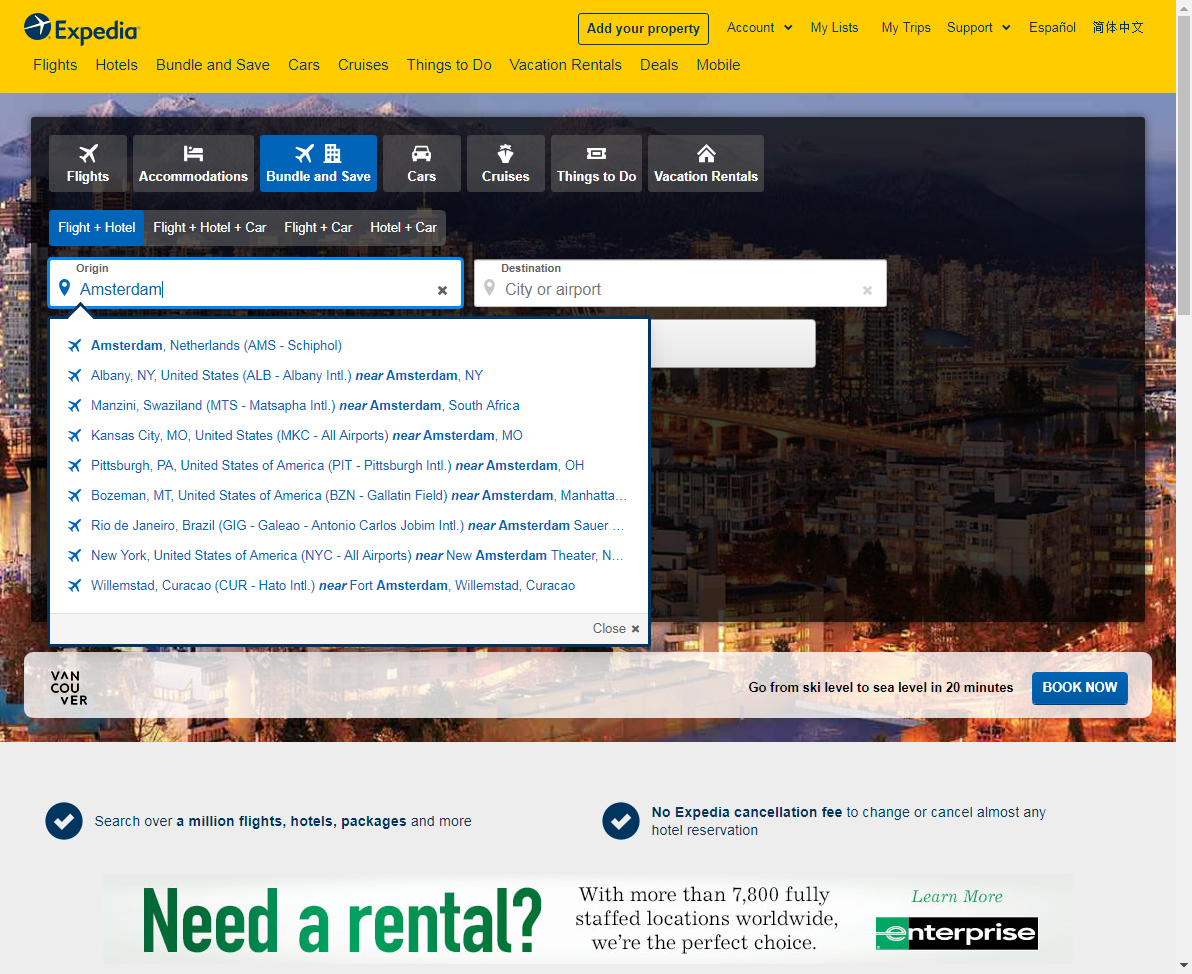 Expedia
Add your property
Account
My Lists
My Trips
Support
Español
简体中文
Flights
Hotels
Bundle and Save
Cars
Cruises
Things to Do
Vacation Rentals
Deals
Mobile
Flights
Accommodations
Bundle and Save
Cars
Cruises
Things to Do
Vacation Rentals
Flight + Hotel
Flight + Hotel + Car
Flight + Car
Hotel + Car
Origin
Amsterdam
Destination
City or airport
Amsterdam, Netherlands (AMS - Schiphol)
Albany, NY, United States (ALB - Albany Intl.) near Amsterdam, NY
Manzini, Swaziland (MTS - Matsapha Intl.) near Amsterdam, South Africa
Kansas City, MO, United States (MKC - All Airports) near Amsterdam, MO
Pittsburgh, PA, United States of America (PIT - Pittsburgh Intl.) near Amsterdam, OH
Bozeman, MT, United States of America (BZN - Gallatin Field) near Amsterdam, Manhatta...
Rio de Janeiro, Brazil (GIG - Galeao - Antonio Carlos Jobim Intl.) near Amsterdam Sauer ...
New York, United States of America (NYC - All Airports) near New Amsterdam Theater, N...
Willemstad, Curacao (CUR - Hato Intl.) near Fort Amsterdam, Willemstad, Curacao
Close
VAN
COU
VER
Go from ski level to sea level in 20 minutes
BOOK NOW
Search over a million flights, hotels, packages and more
No Expedia cancellation fee to change or cancel almost any
hotel reservation
Need a rental?
With more than 7,800 fully
staffed locations worldwide,
we're the perfect choice.
Learn More
enterprise